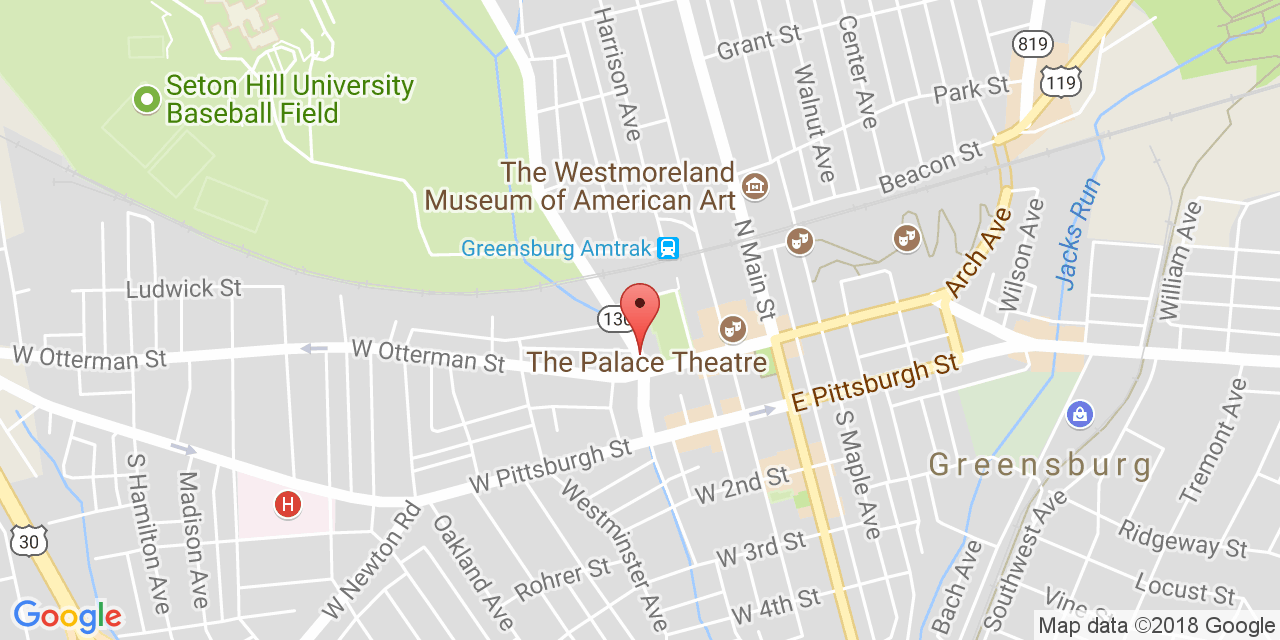 Harrison Ave
Grant St
Center Ave
819
119
Seton Hill University
Baseball Field
Walnut Ave
Park St
Beacon St
The Westmoreland
Museum of American Art
Jacks Run
Greensburg Amtrak
N Main St
Arch Ave
Wilson Ave
William Ave
Ludwick St
130
W Otterman St
W Otterman St
The Palace Theatre
E Pittsburgh St
S Maple Ave
Tremont Ave
W Pittsburgh St
Greensburg
S Hamilton Ave
Madison Ave
H
W 2nd St
30
W Newton Rd
Oakland Ave
Westminster Ave
W 3rd St
Ridgeway St
Southwest Ave
Bach Ave
Rohrer St
Locust St
W 4th St
Vine St
Google
Map data ©2018 Google